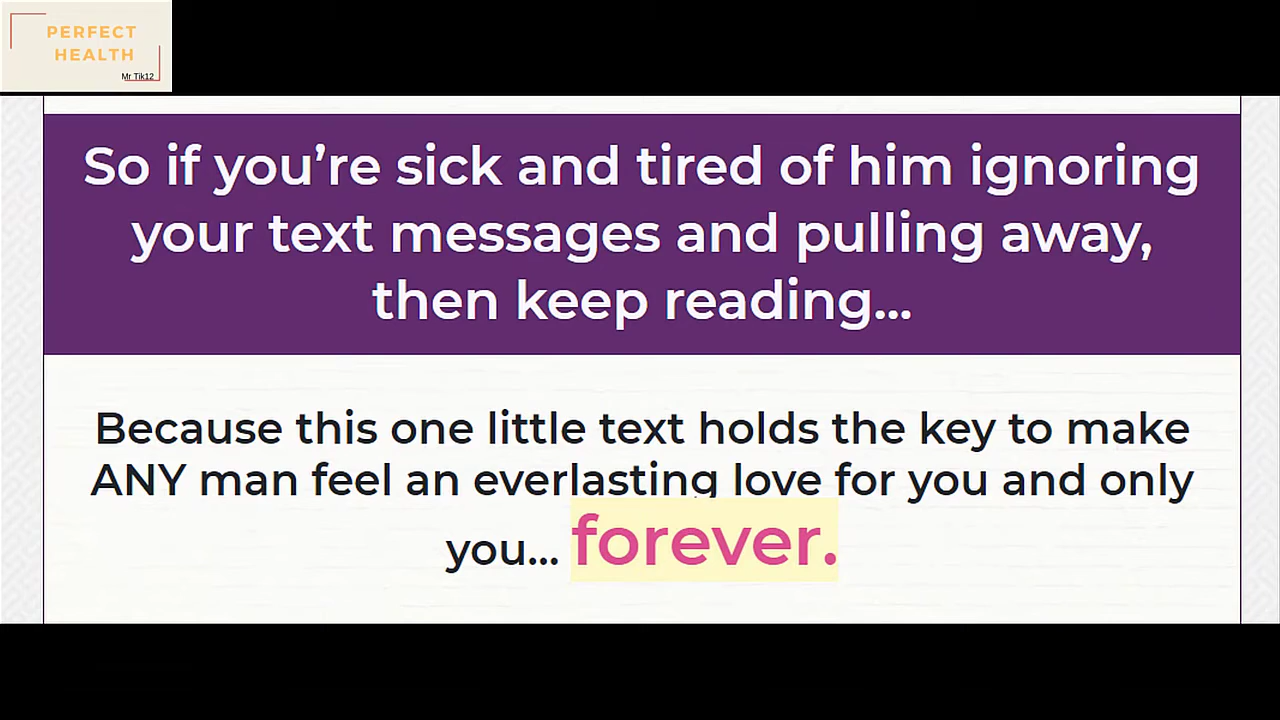 PERFECT
HEALTH
Mr Tik12
So if you’re sick and tired of him ignoring
your text messages and pulling away,
then keep reading...
Because this one little text holds the key to make
ANY man feel an everlasting love for you and only
you... forever.